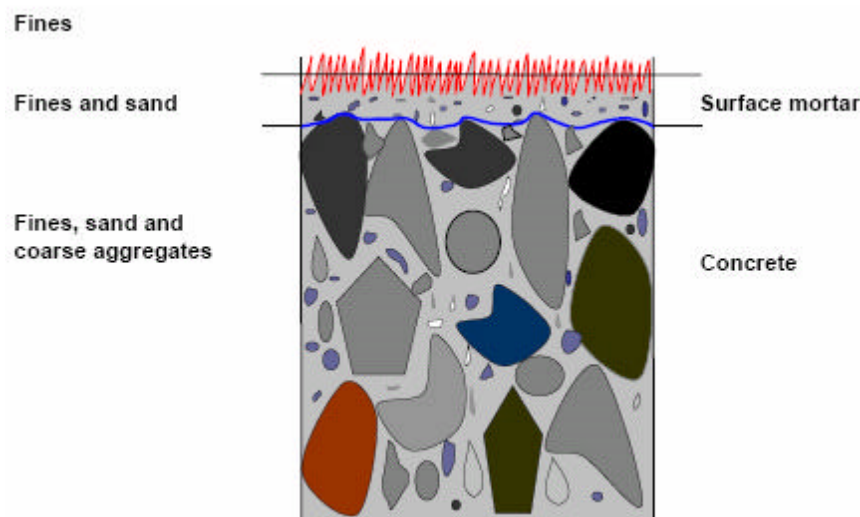 Fines
Fines and sand
Surface mortar
Fines, sand and
coarse aggregates
Concrete